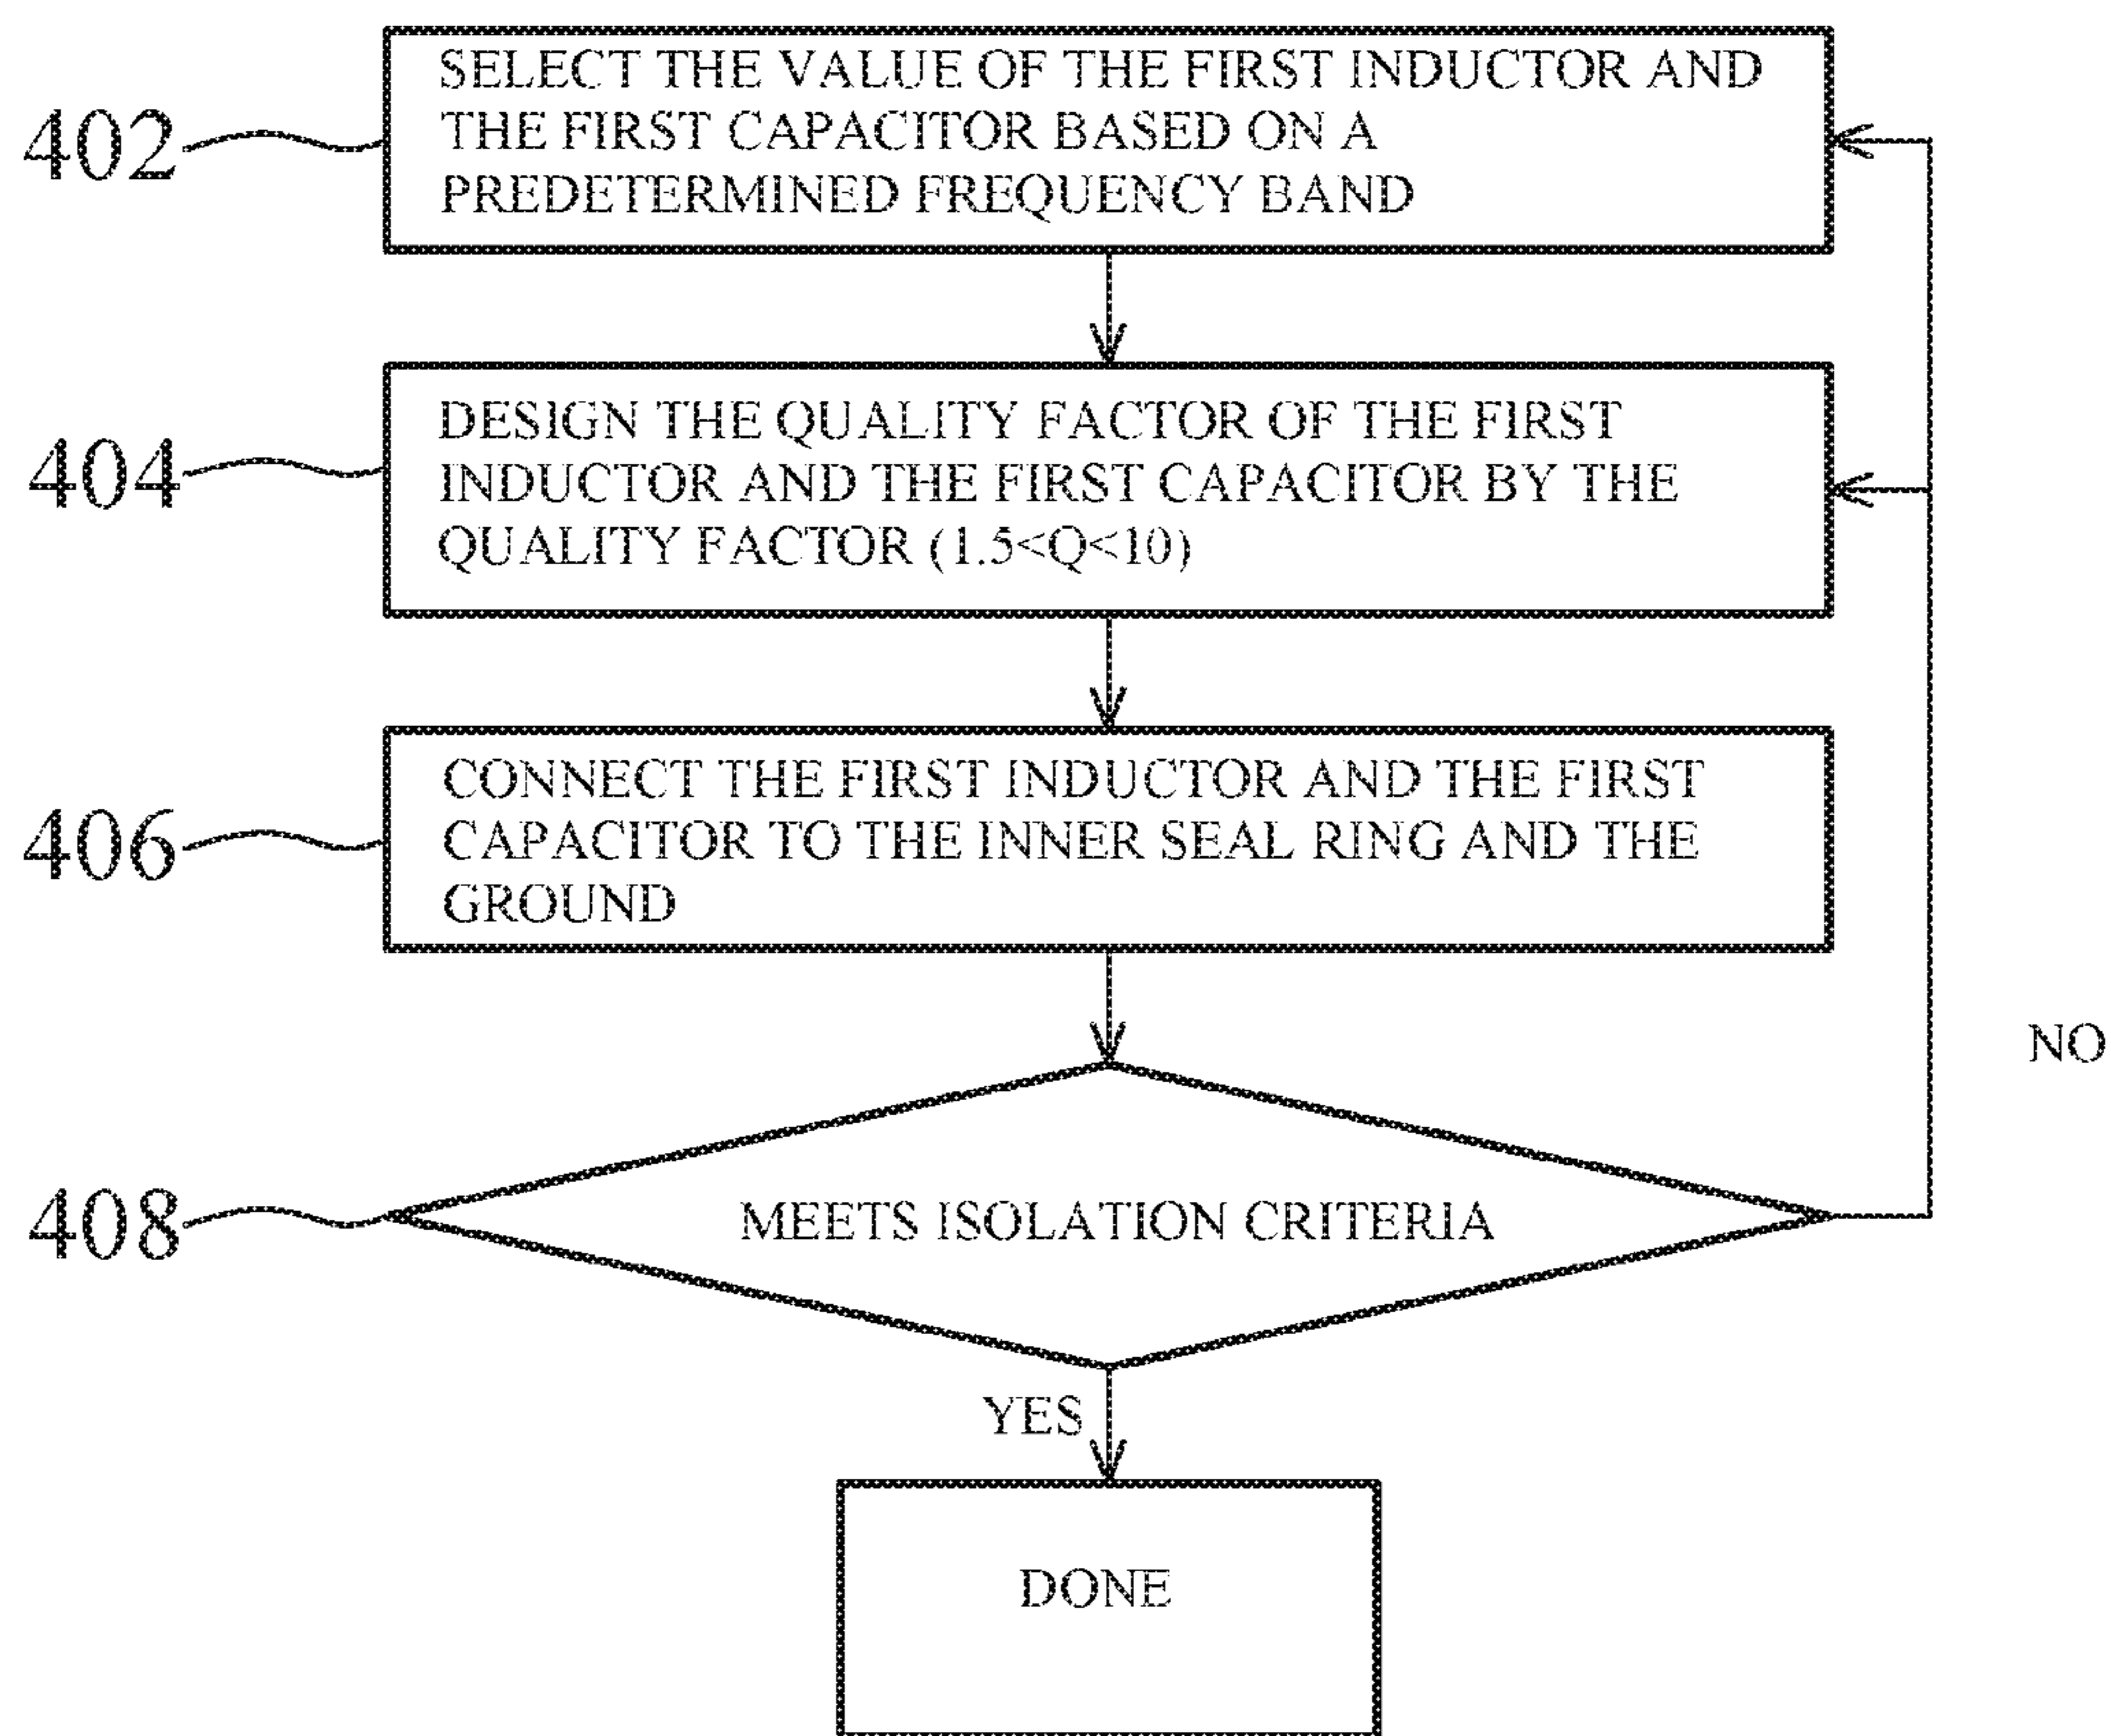 402
SELECT THE VALUE OF THE FIRST INDUCTOR AND
THE FIRST CAPACITOR BASED ON A
PREDETERMINED FREQUENCY BAND
404
DESIGN THE QUALITY FACTOR OF THE FIRST
INDUCTOR AND THE FIRST CAPACITOR BY THE
QUALITY FACTOR (1.5<Q<10)
406
CONNECT THE FIRST INDUCTOR AND THE FIRST
CAPACITOR TO THE INNER SEAL RING AND THE
GROUND
NO
408
MEETS ISOLATION CRITERIA
YES
DONE